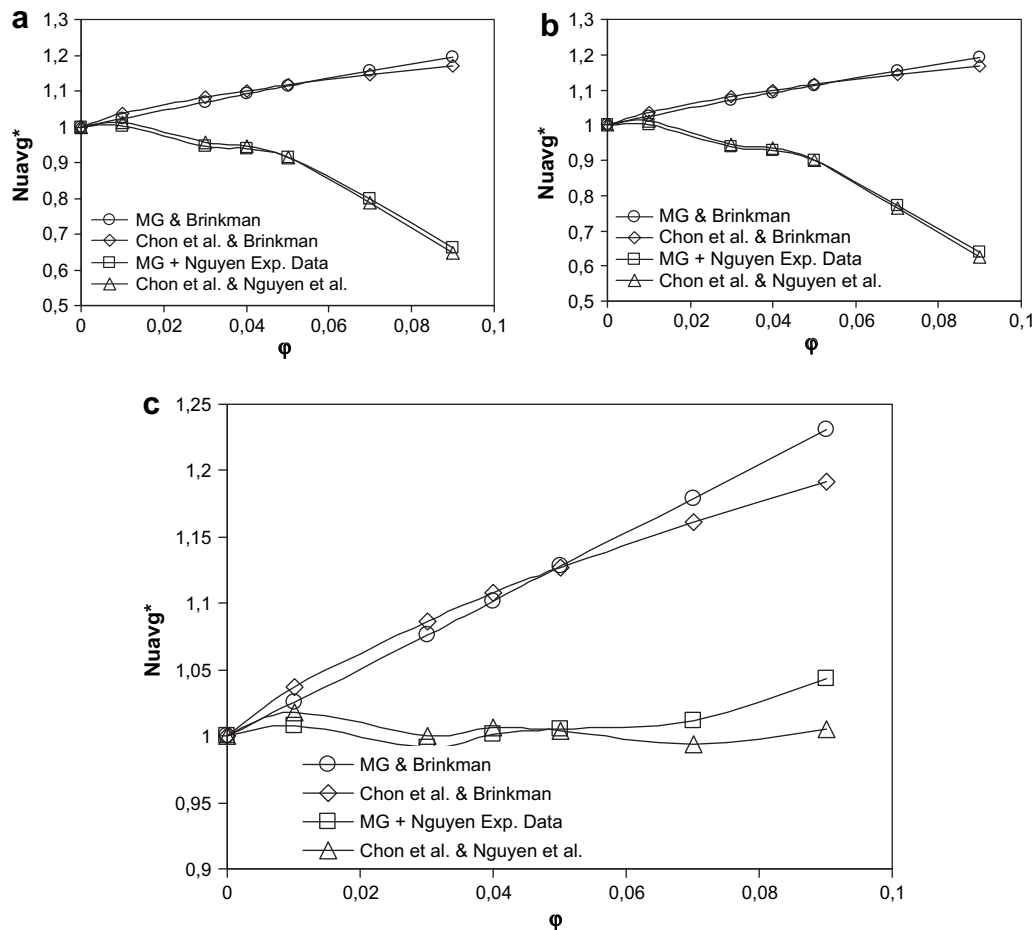 a
1,3
1,2
1,1
1
0,9
0,8
0,7
0,6
0,5
Nuavg*
MG & Brinkman
Chon et al. & Brinkman
MG + Nguyen Exp. Data
Chon et al. & Nguyen et al.
0
0,02
0,04
0,06
0,08
0,1
φ
b
1,3
1,2
1,1
1
0,9
0,8
0,7
0,6
0,5
Nuavg*
MG & Brinkman
Chon et al. & Brinkman
MG + Nguyen Exp. Data
Chon et al. & Nguyen et al.
0
0,02
0,04
0,06
0,08
0,1
φ
c
1,25
1,2
1,15
1,1
1,05
1
0,95
0,9
Nuavg*
MG & Brinkman
Chon et al. & Brinkman
MG + Nguyen Exp. Data
Chon et al. & Nguyen et al.
0
0,02
0,04
0,06
0,08
0,1
φ